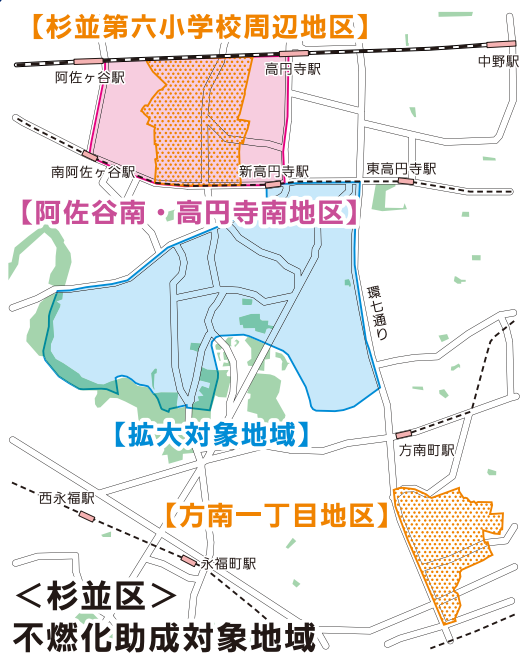 【杉並第六小学校周辺地区】
中野駅
阿佐ヶ谷駅
高円寺駅
南阿佐ヶ谷駅
新高円寺駅
東高円寺駅
【阿佐谷南・高円寺南地区】
環七通り
【拡大対象地域】
方南町駅
西永福駅
【方南一丁目地区】
永福町駅
＜杉並区＞
不燃化助成対象地域